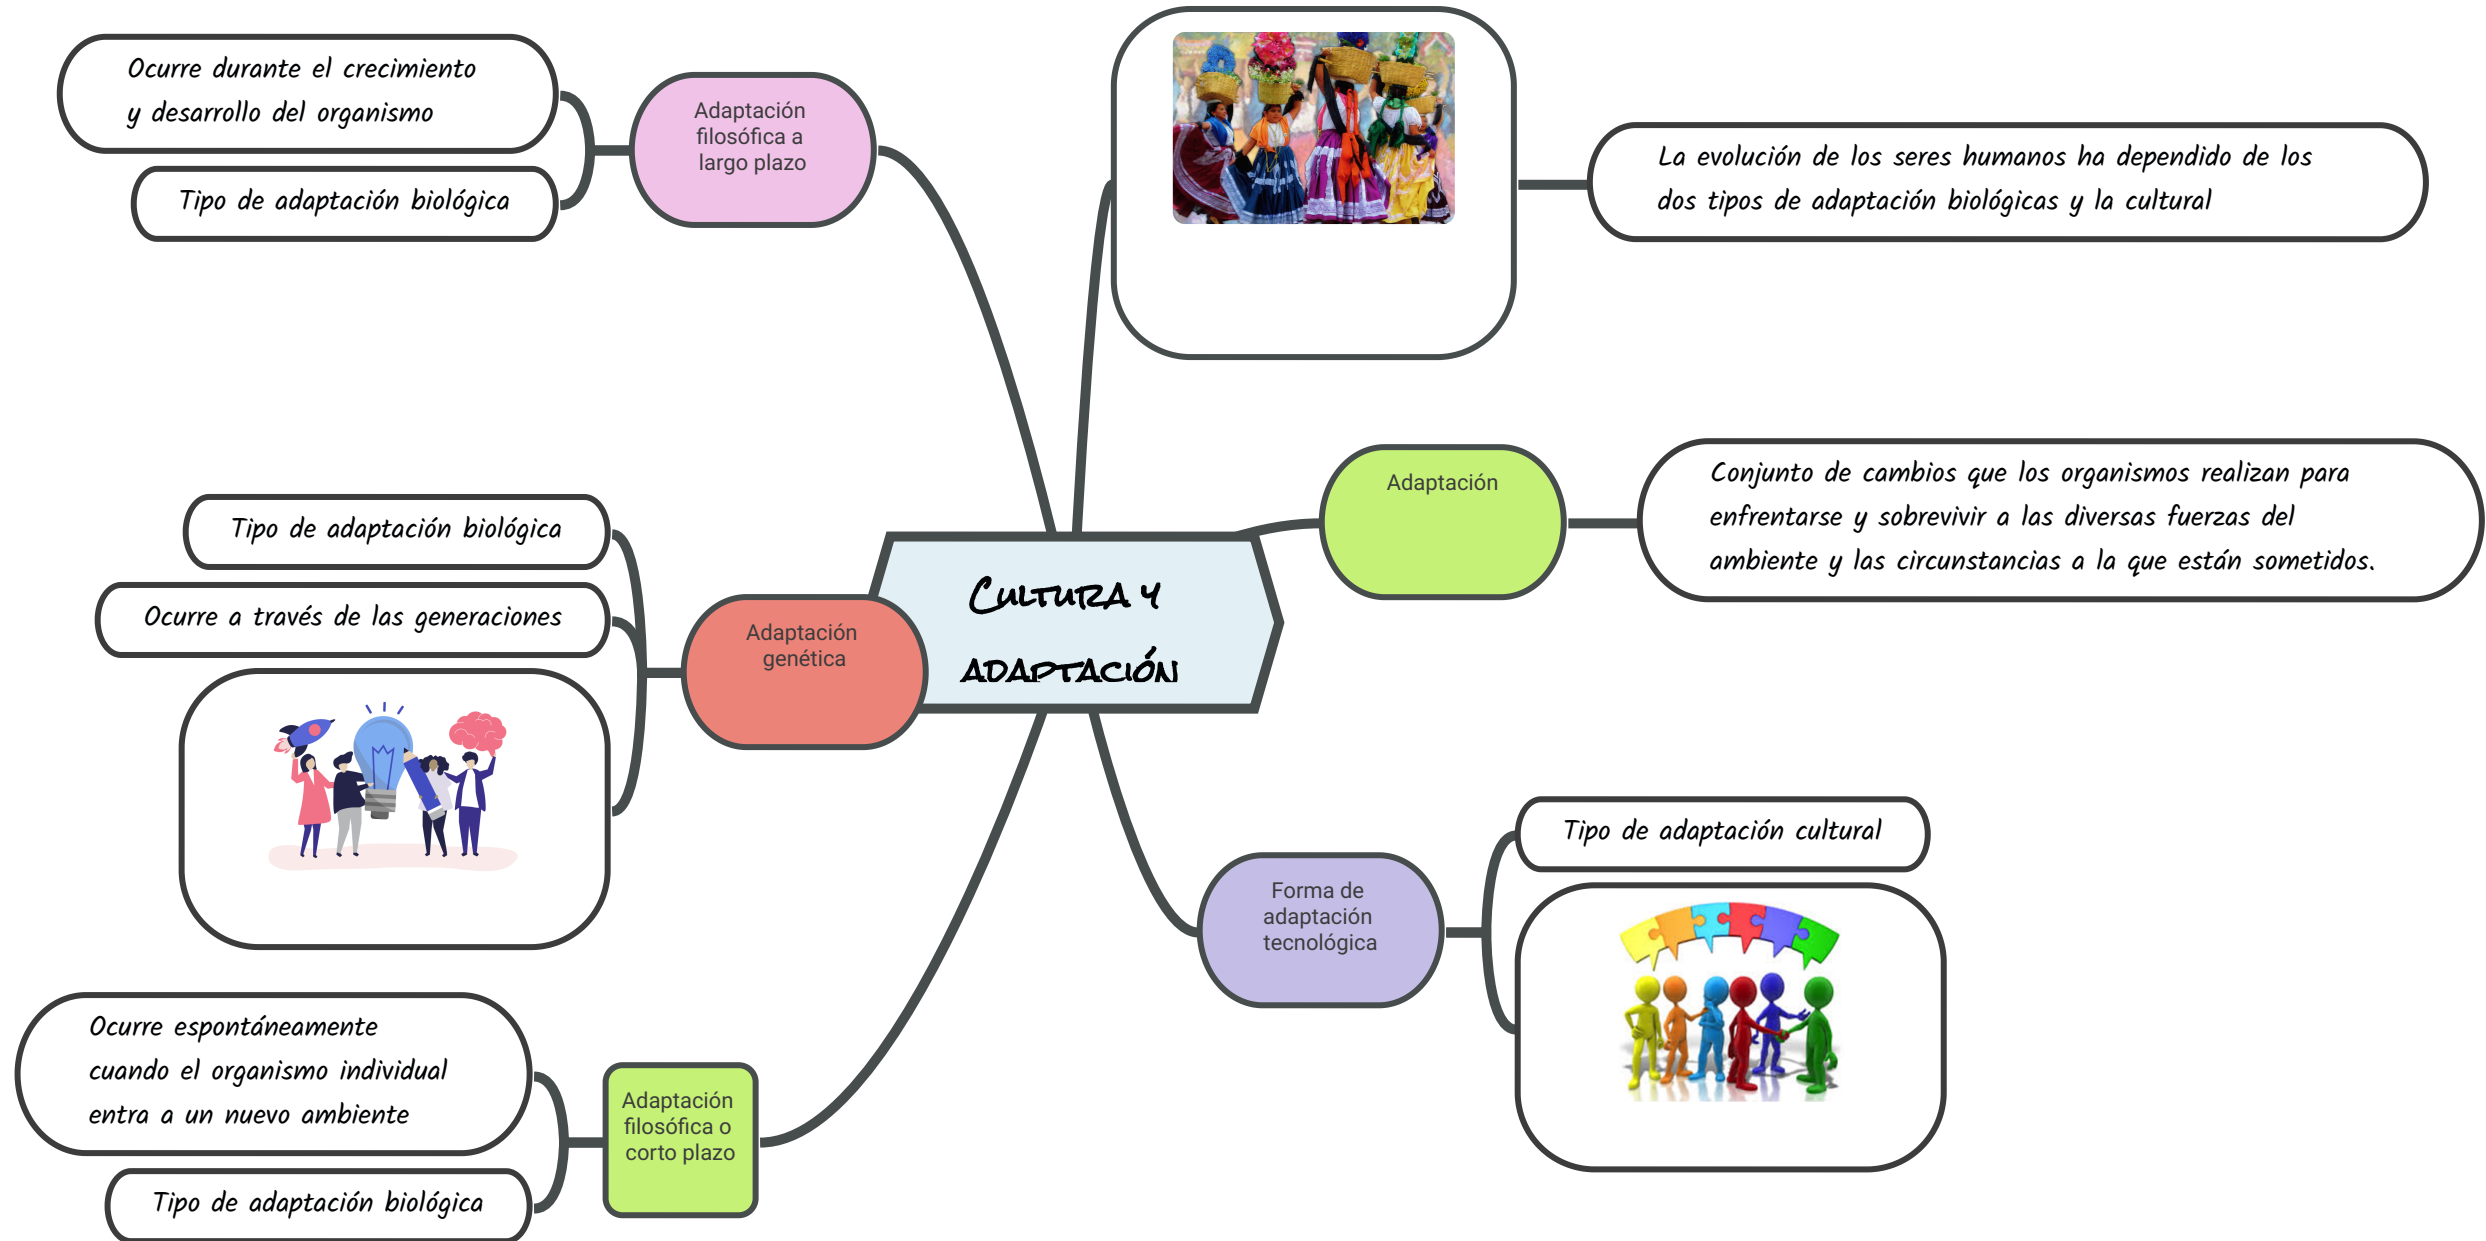 Cultura y
adaptación
Adaptación
filosófica a
largo plazo
Ocurre durante el crecimiento
y desarrollo del organismo
Tipo de adaptación biológica
La evolución de los seres humanos ha dependido de los
dos tipos de adaptación biológicas y la cultural
Adaptación
Conjunto de cambios que los organismos realizan para
enfrentarse y sobrevivir a las diversas fuerzas del
ambiente y las circunstancias a la que están sometidos.
Adaptación
genética
Tipo de adaptación biológica
Ocurre a través de las generaciones
Forma de
adaptación
tecnológica
Tipo de adaptación cultural
Adaptación
filosófica o
corto plazo
Ocurre espontáneamente
cuando el organismo individual
entra a un nuevo ambiente
Tipo de adaptación biológica